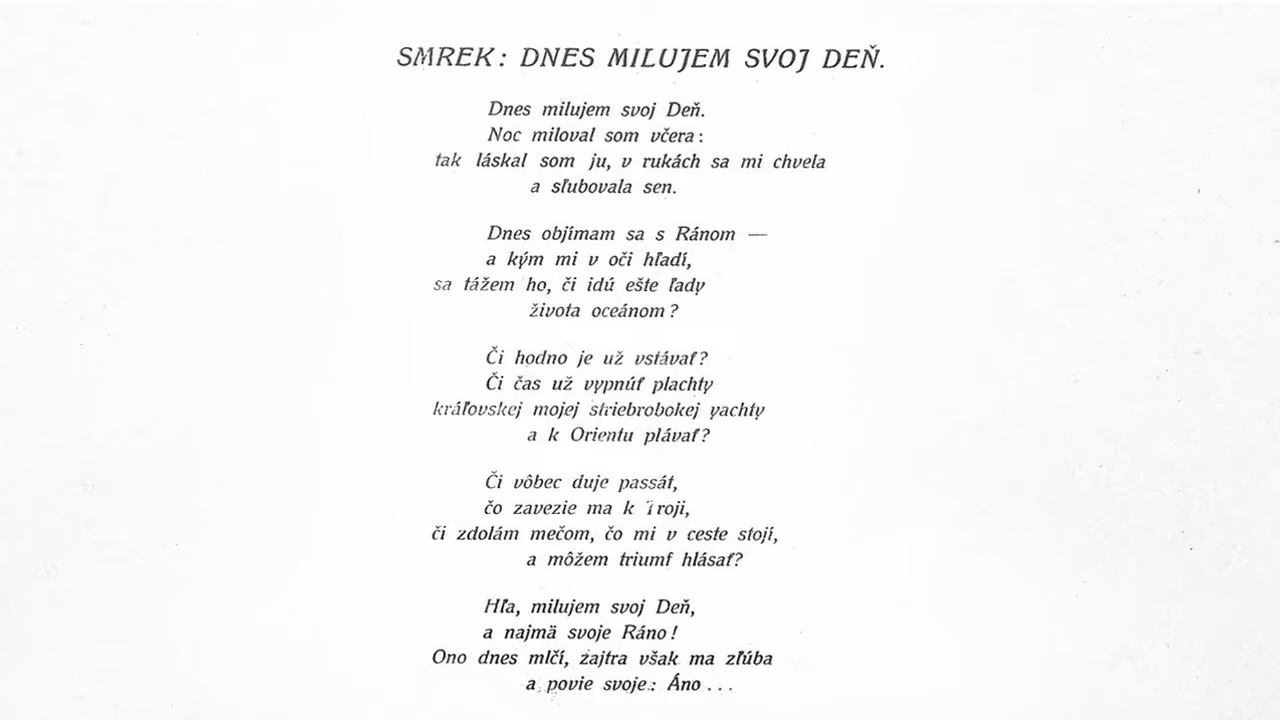 SMREK: DNES MILUJEM SVOJ DEŇ.
Dnes milujem svoj Deň.
Noc miloval som včera:
tak láskal som ju, v rukách sa mi chvela
a sľubovala sen.
Dnes objímam sa s Ránom —
a kým mi v oči hľadí,
sa tážem ho, či idú ešte ľady
života oceánom?
Či hodno je už vstávať?
Či čas už vypnúť plachty
kráľovskej mojej striebrobokej yachty
a k Orientu plávať?
Či vôbec duje passát,
čo zavezie ma k Troji,
či zdolám mečom, čo mi v ceste stojí,
a môžem triumf hlásať?
Hľa, milujem svoj Deň,
a najmä svoje Ráno!
Ono dnes mlčí, zajtra však ma zľúba
a povie svoje: Áno...